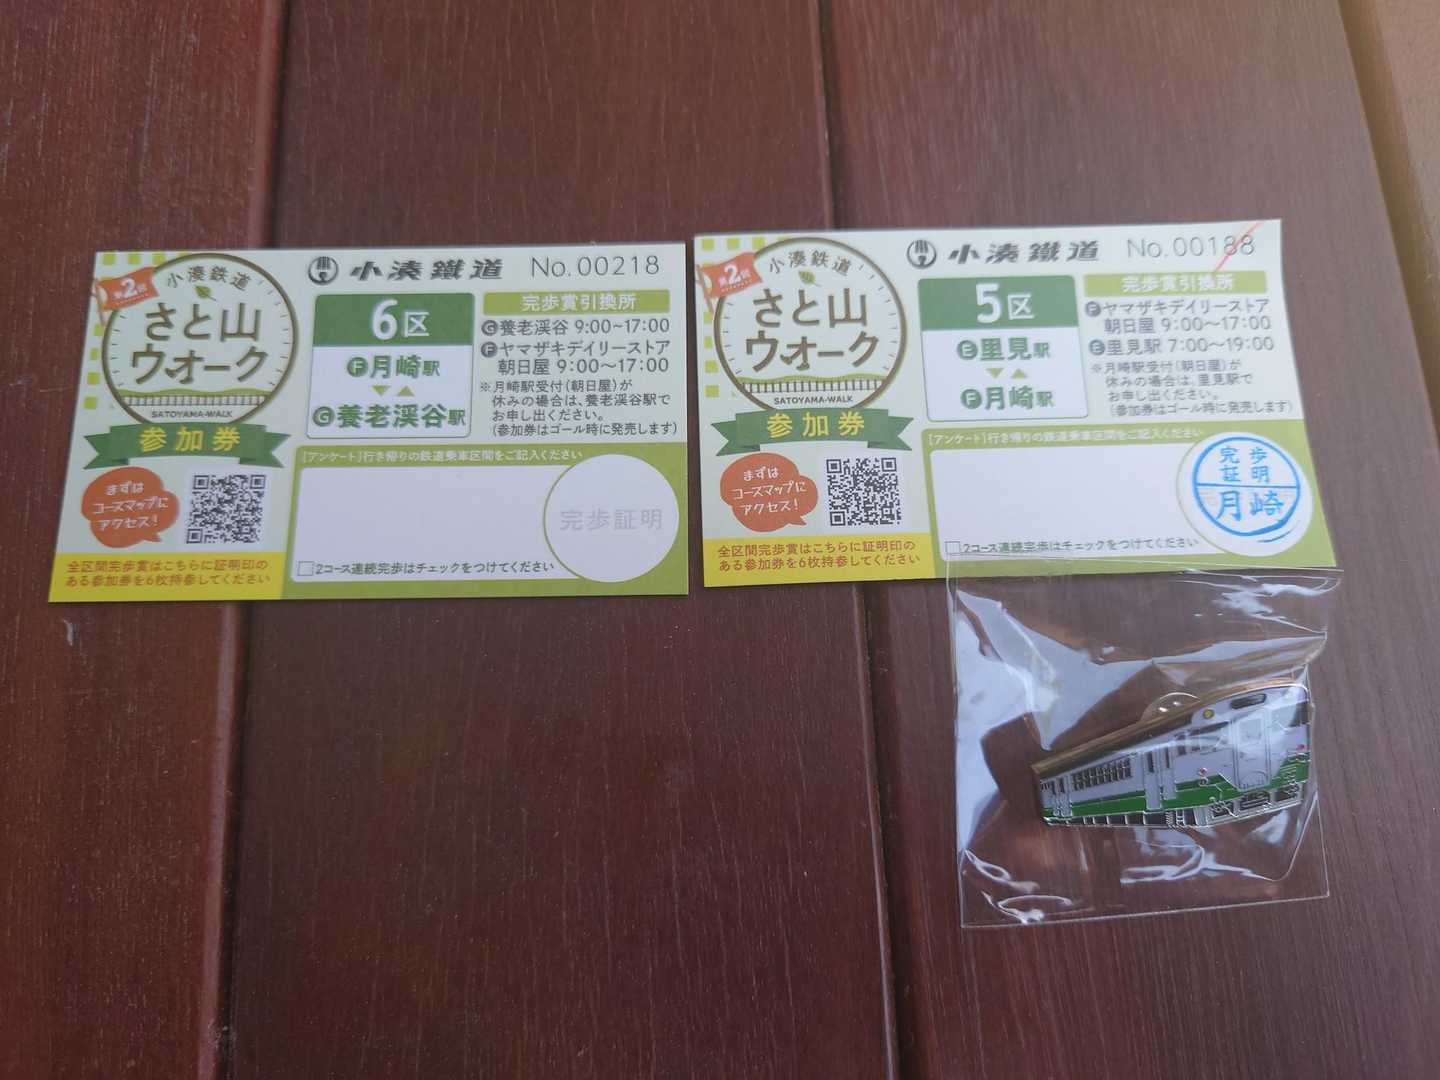 第2回
小湊鉄道
さと山
ウオーク
SATOYAMA-WALK
参加券
まずは
コースマップに
アクセス！
全区間完歩賞はこちらに証明印の
ある参加券を6枚持参してください
小湊鐵道 No.00218
6区
F月崎駅
G養老渓谷駅
完歩賞引換所
G養老渓谷 9:00～17:00
Fヤマザキデイリーストア
朝日屋 9:00～17:00
※月崎駅受付（朝日屋）が
休みの場合は、養老渓谷駅で
お申し出ください。
（参加券はゴール時に発売します）
［アンケート］行き帰りの鉄道乗車区間をご記入ください
完歩証明
□2コース連続完歩はチェックをつけてください
第2回
小湊鉄道
さと山
ウオーク
SATOYAMA-WALK
参加券
まずは
コースマップに
アクセス！
全区間完歩賞はこちらに証明印の
ある参加券を6枚持参してください
小湊鐵道 No.00188
5区
E里見駅
F月崎駅
完歩賞引換所
Fヤマザキデイリーストア
朝日屋 9:00～17:00
E里見駅 7:00～19:00
※月崎駅受付（朝日屋）が
休みの場合は、里見駅で
お申し出ください。
（参加券はゴール時に発売します）
［アンケート］行き帰りの鉄道乗車区間をご記入ください
完歩
証明
月崎
□2コース連続完歩はチェックをつけてください